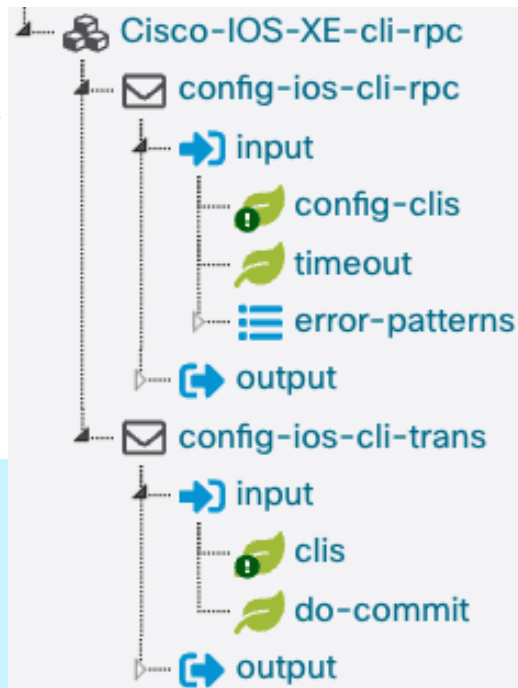 Cisco-IOS-XE-cli-rpc
config-ios-cli-rpc
input
config-clis
timeout
error-patterns
output
config-ios-cli-trans
input
clis
do-commit
output